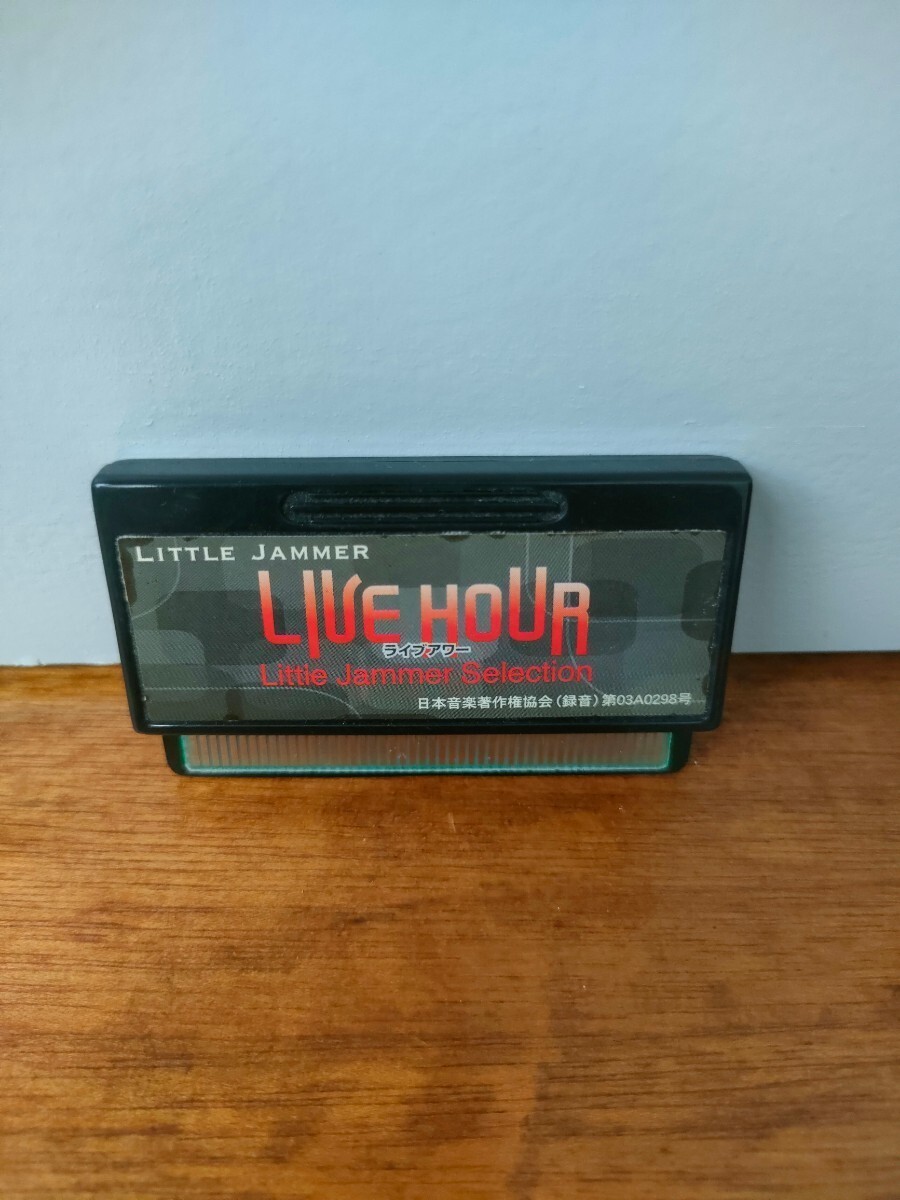 LITTLE JAMMER
LIVE HOUR
ライブアワー
Little Jammer Selection
日本音楽著作権協会(録音)第03A0298号